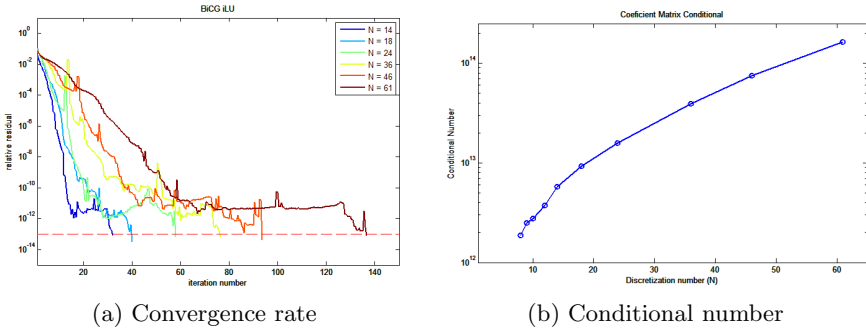 BiCG iLU
10^0
10^-2
10^-4
10^-6
10^-8
10^-10
10^-12
10^-14
relative residual
N = 14
N = 18
N = 24
N = 36
N = 46
N = 61
20 40 60 80 100 120 140
iteration number
(a) Convergence rate
Coeficient Matrix Conditional
10^14
10^13
10^12
Conditional Number
10 20 30 40 50 60
Discretization number (N)
(b) Conditional number